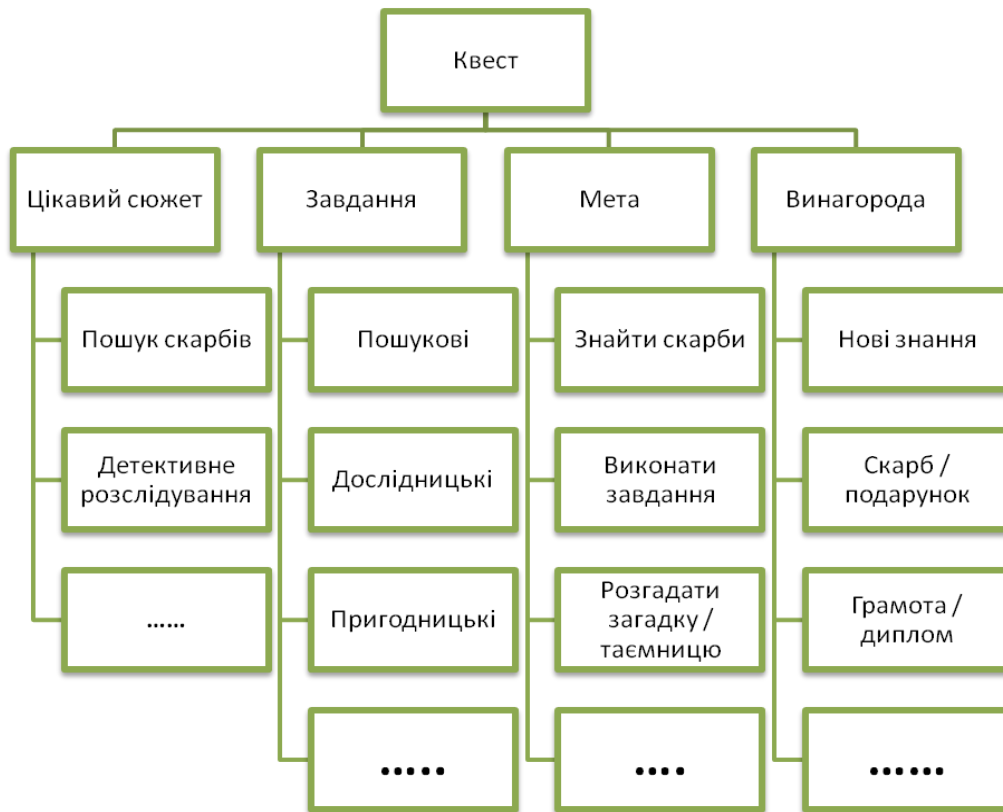 Квест
Цікавий сюжет
Завдання
Мета
Винагорода
Пошук скарбів
Пошукові
Знайти скарби
Нові знання
Детективне
розслідування
Дослідницькі
Виконати
завдання
Скарб /
подарунок
......
Пригодницькі
Розгадати
загадку /
таємницю
Грамота /
диплом
.....
....
......